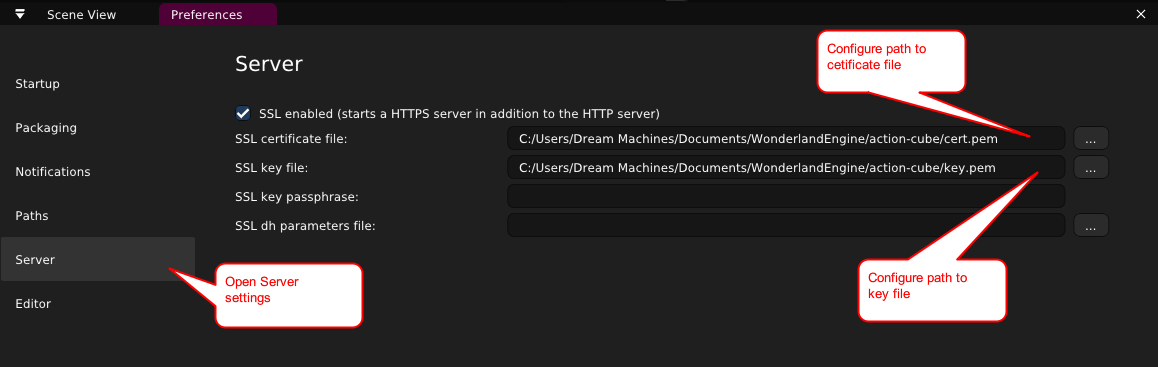 Scene View
Preferences
Configure path to
cetificate file
Server
Startup
SSL enabled (starts a HTTPS server in addition to the HTTP server)
Packaging
SSL certificate file:
C:/Users/Dream Machines/Documents/WonderlandEngine/action-cube/cert.pem
...
SSL key file:
C:/Users/Dream Machines/Documents/WonderlandEngine/action-cube/key.pem
...
Notifications
SSL key passphrase:
Paths
SSL dh parameters file:
...
Server
Open Server
settings
Configure path to
key file
Editor